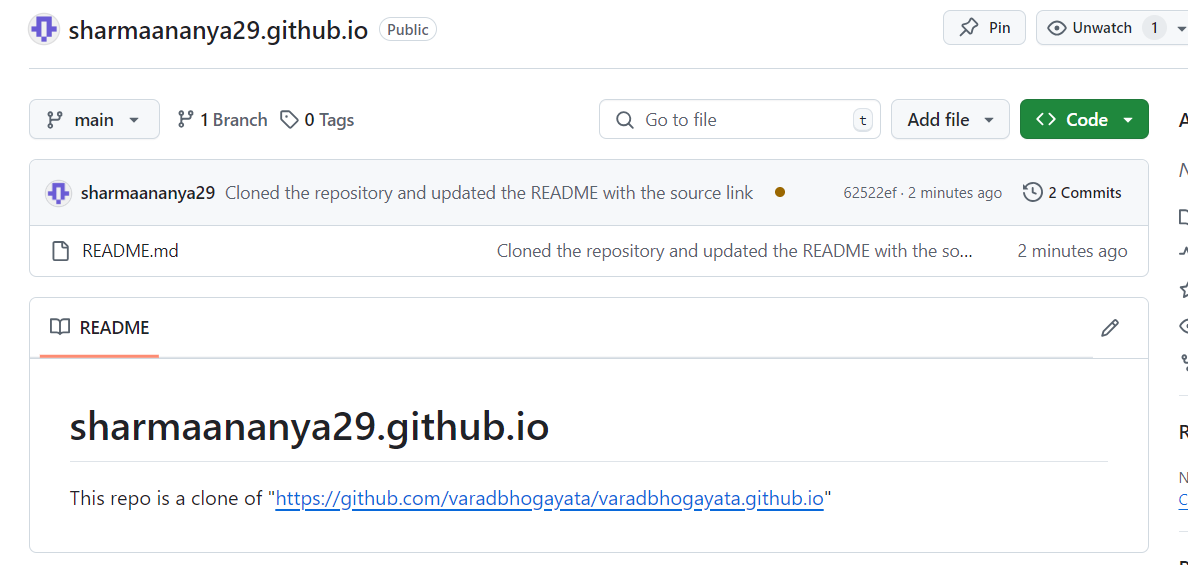 sharmaananya29.github.io Public Pin Unwatch 1
main 1 Branch 0 Tags Go to file t Add file Code
sharmaananya29 Cloned the repository and updated the README with the source link 62522ef · 2 minutes ago 2 Commits
README.md Cloned the repository and updated the README with the so... 2 minutes ago
README
sharmaananya29.github.io
This repo is a clone of "https://github.com/varadbhogayata/varadbhogayata.github.io"